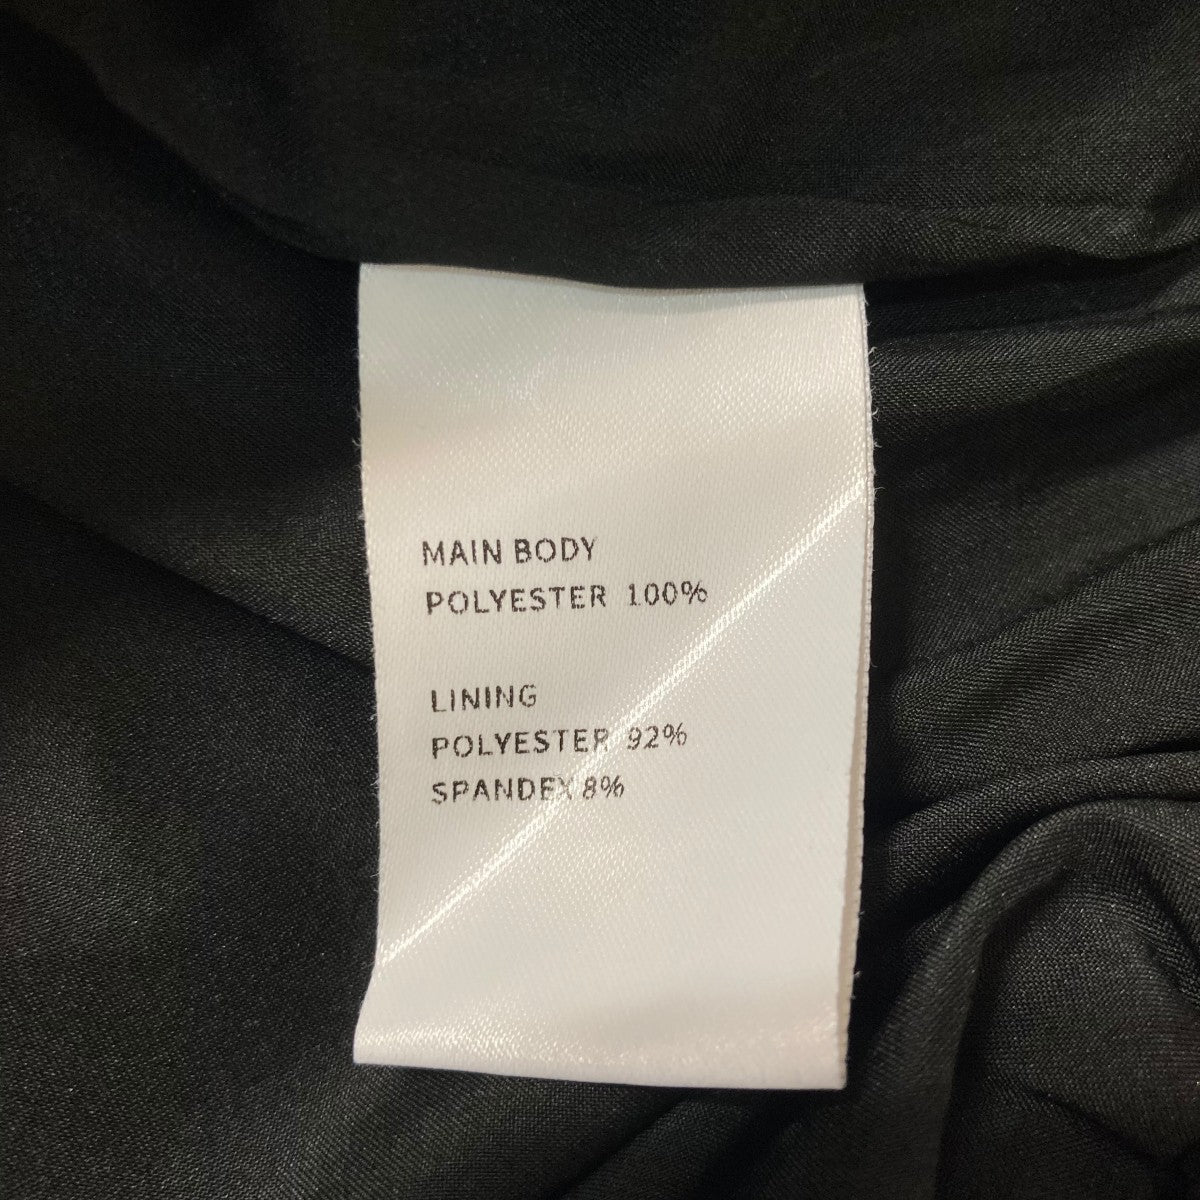 MAIN BODY
POLYESTER 100%
LINING
POLYESTER 92%
SPANDEX 8%